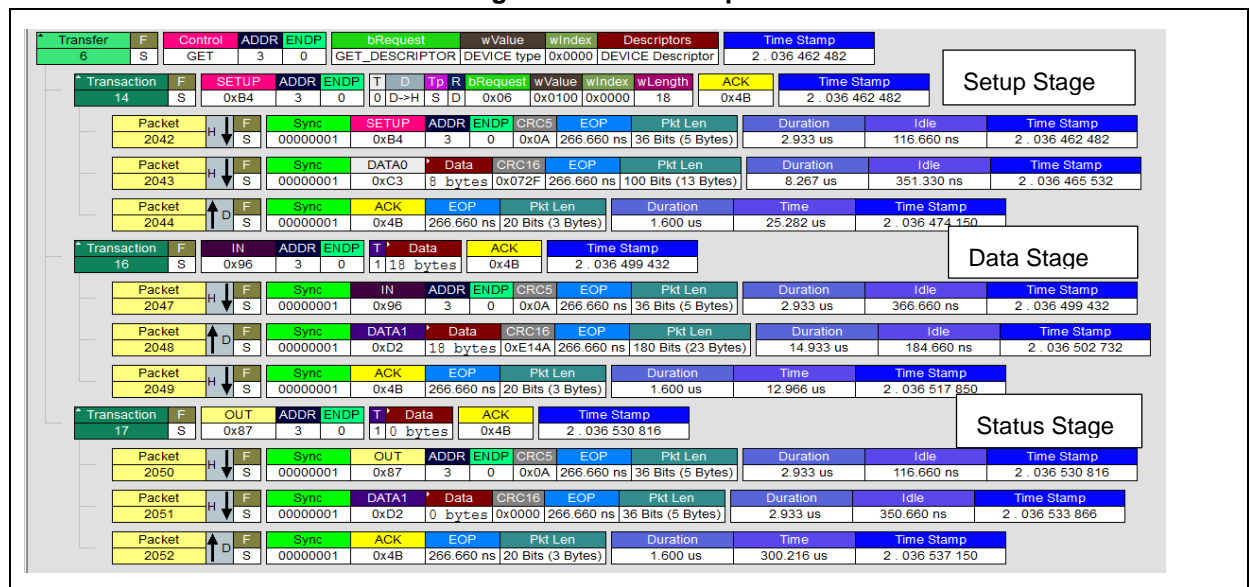 Transfer F Control ADDR ENDP bRequest wValue wIndex Descriptors Time Stamp
6 S GET 3 0 GET_DESCRIPTOR DEVICE type 0x0000 DEVICE Descriptor 2 . 036 462 482
Setup Stage
Transaction F SETUP ADDR ENDP T D Tp R bRequest wValue wIndex wLength ACK Time Stamp
14 S 0xB4 3 0 0 D->H S D 0x06 0x0100 0x0000 18 0x4B 2 . 036 462 482
Packet H F Sync SETUP ADDR ENDP CRC5 EOP Pkt Len Duration Idle Time Stamp
2042 S 00000001 0xB4 3 0 0x0A 266.660 ns 36 Bits (5 Bytes) 2.933 us 116.660 ns 2 . 036 462 482
Packet H F Sync DATA0 Data CRC16 EOP Pkt Len Duration Idle Time Stamp
2043 S 00000001 0xC3 8 bytes 0x072F 266.660 ns 100 Bits (13 Bytes) 8.267 us 351.330 ns 2 . 036 465 532
Packet D F Sync ACK EOP Pkt Len Duration Time Time Stamp
2044 S 00000001 0x4B 266.660 ns 20 Bits (3 Bytes) 1.600 us 25.282 us 2 . 036 474 150
Transaction F IN ADDR ENDP T Data ACK Time Stamp
16 S 0x96 3 0 1 18 bytes 0x4B 2 . 036 499 432
Data Stage
Packet H F Sync IN ADDR ENDP CRC5 EOP Pkt Len Duration Idle Time Stamp
2047 S 00000001 0x96 3 0 0x0A 266.660 ns 36 Bits (5 Bytes) 2.933 us 366.660 ns 2 . 036 499 432
Packet D F Sync DATA1 Data CRC16 EOP Pkt Len Duration Idle Time Stamp
2048 S 00000001 0xD2 18 bytes 0xE14A 266.660 ns 180 Bits (23 Bytes) 14.933 us 184.660 ns 2 . 036 502 732
Packet H F Sync ACK EOP Pkt Len Duration Time Time Stamp
2049 S 00000001 0x4B 266.660 ns 20 Bits (3 Bytes) 1.600 us 12.966 us 2 . 036 517 850
Transaction F OUT ADDR ENDP T Data ACK Time Stamp
17 S 0x87 3 0 1 0 bytes 0x4B 2 . 036 530 816
Status Stage
Packet H F Sync OUT ADDR ENDP CRC5 EOP Pkt Len Duration Idle Time Stamp
2050 S 00000001 0x87 3 0 0x0A 266.660 ns 36 Bits (5 Bytes) 2.933 us 116.660 ns 2 . 036 530 816
Packet H F Sync DATA1 Data CRC16 EOP Pkt Len Duration Idle Time Stamp
2051 S 00000001 0xD2 0 bytes 0x0000 266.660 ns 36 Bits (5 Bytes) 2.933 us 350.660 ns 2 . 036 533 866
Packet D F Sync ACK EOP Pkt Len Duration Time Time Stamp
2052 S 00000001 0x4B 266.660 ns 20 Bits (3 Bytes) 1.600 us 300.216 us 2 . 036 537 150